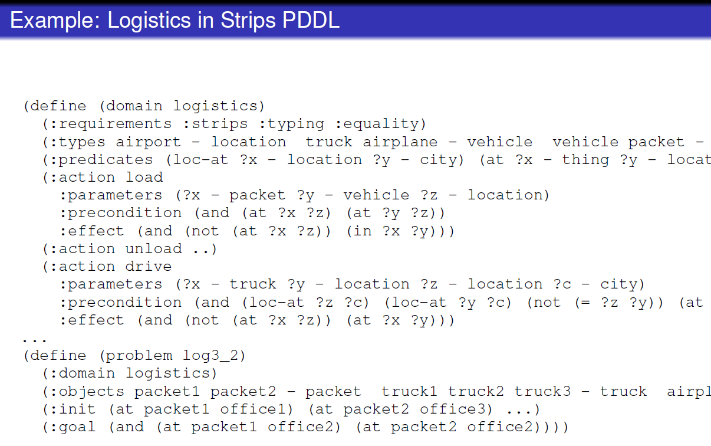 Example: Logistics in Strips PDDL
(define (domain logistics)
(:requirements :strips :typing :equality)
(:types airport - location truck airplane - vehicle vehicle packet -
(:predicates (loc-at ?x - location ?y - city) (at ?x - thing ?y - locat
(:action load
:parameters (?x - packet ?y - vehicle ?z - location)
:precondition (and (at ?x ?z) (at ?y ?z))
:effect (and (not (at ?x ?z)) (in ?x ?y)))
(:action unload ..)
(:action drive
:parameters (?x - truck ?y - location ?z - location ?c - city)
:precondition (and (loc-at ?z ?c) (loc-at ?y ?c) (not (= ?z ?y)) (at
:effect (and (not (at ?x ?z)) (at ?x ?y)))
...
(define (problem log3_2)
(:domain logistics)
(:objects packet1 packet2 - packet truck1 truck2 truck3 - truck airpl
(:init (at packet1 office1) (at packet2 office3) ...)
(:goal (and (at packet1 office2) (at packet2 office2))))